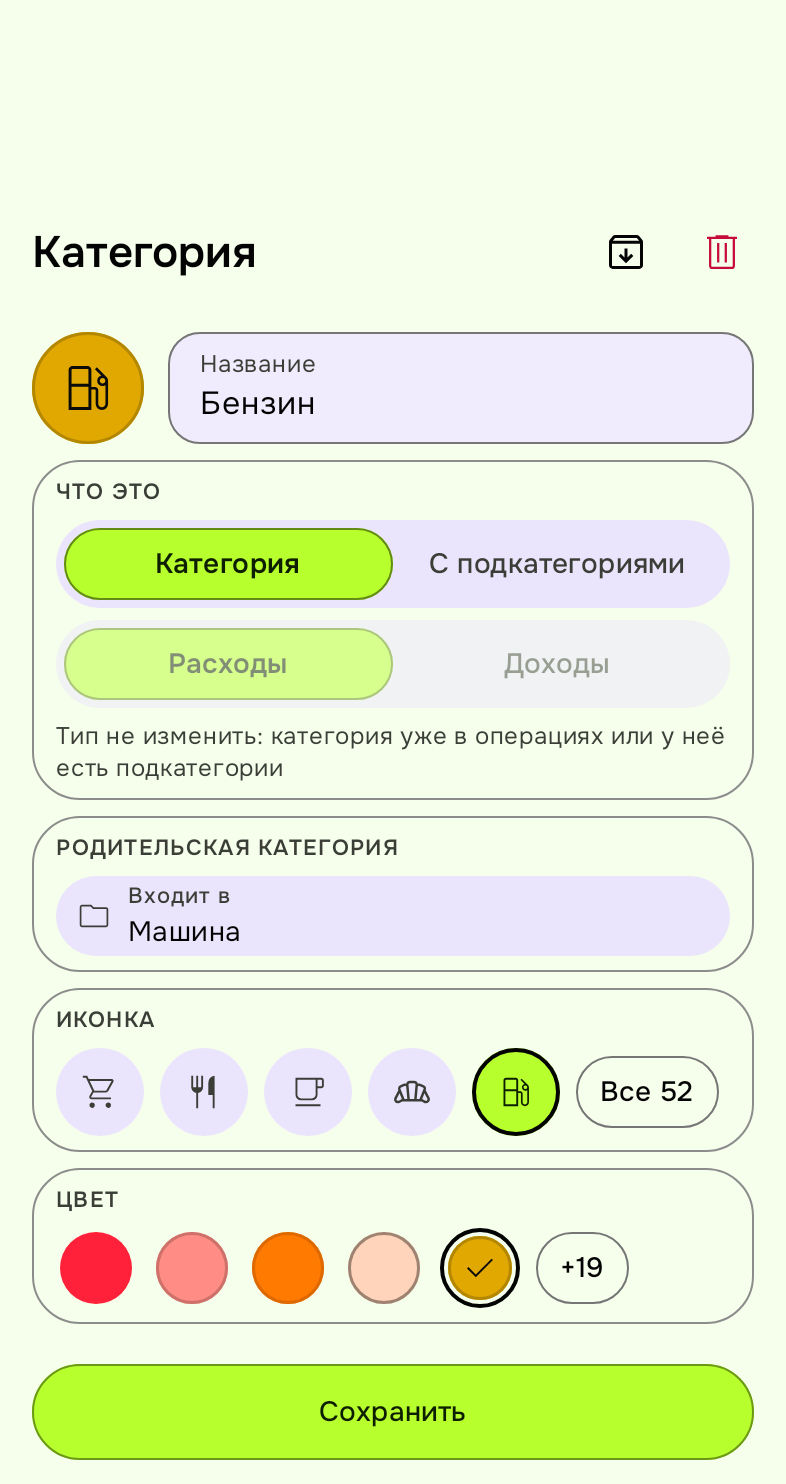 Категория
Название
Бензин
ЧТО ЭТО
Категория
С подкатегориями
Расходы
Доходы
Тип не изменить: категория уже в операциях или у неё
есть подкатегории
РОДИТЕЛЬСКАЯ КАТЕГОРИЯ
Входит в
Машина
ИКОНКА
Все 52
ЦВЕТ
+19
Сохранить